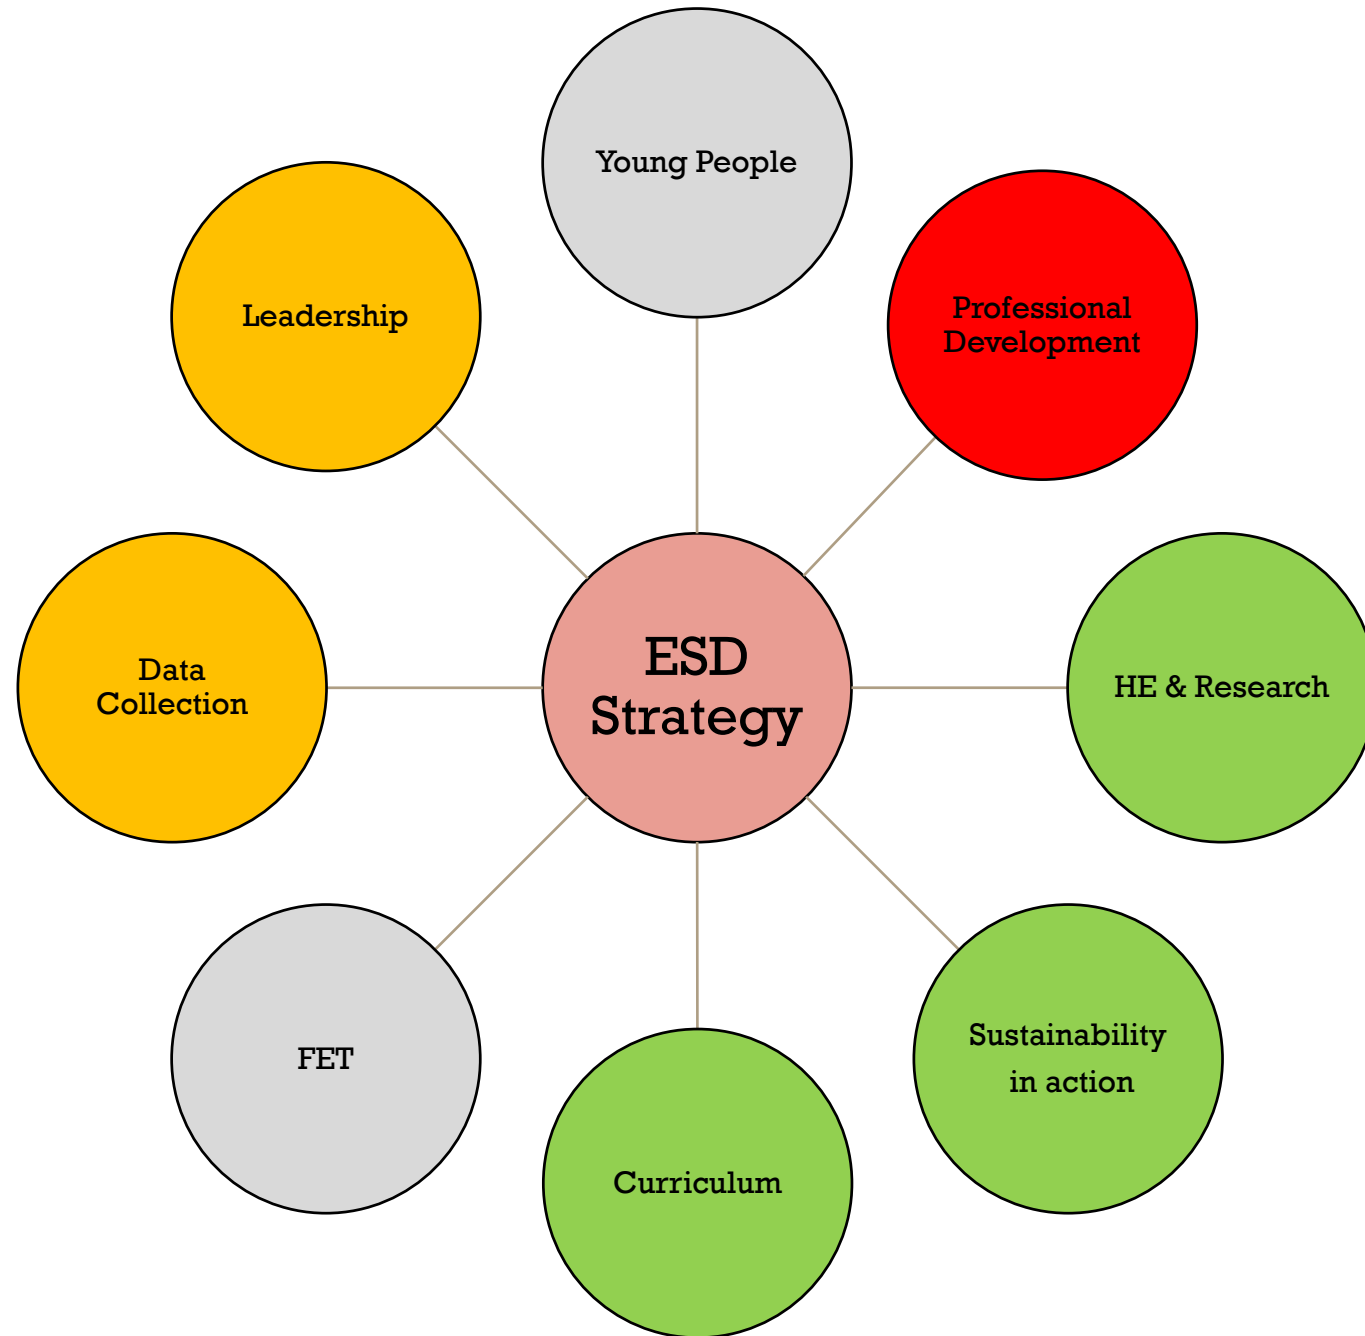 Young People
Leadership
Professional
Development
ESD
Strategy
Data
Collection
HE & Research
FET
Sustainability
in action
Curriculum